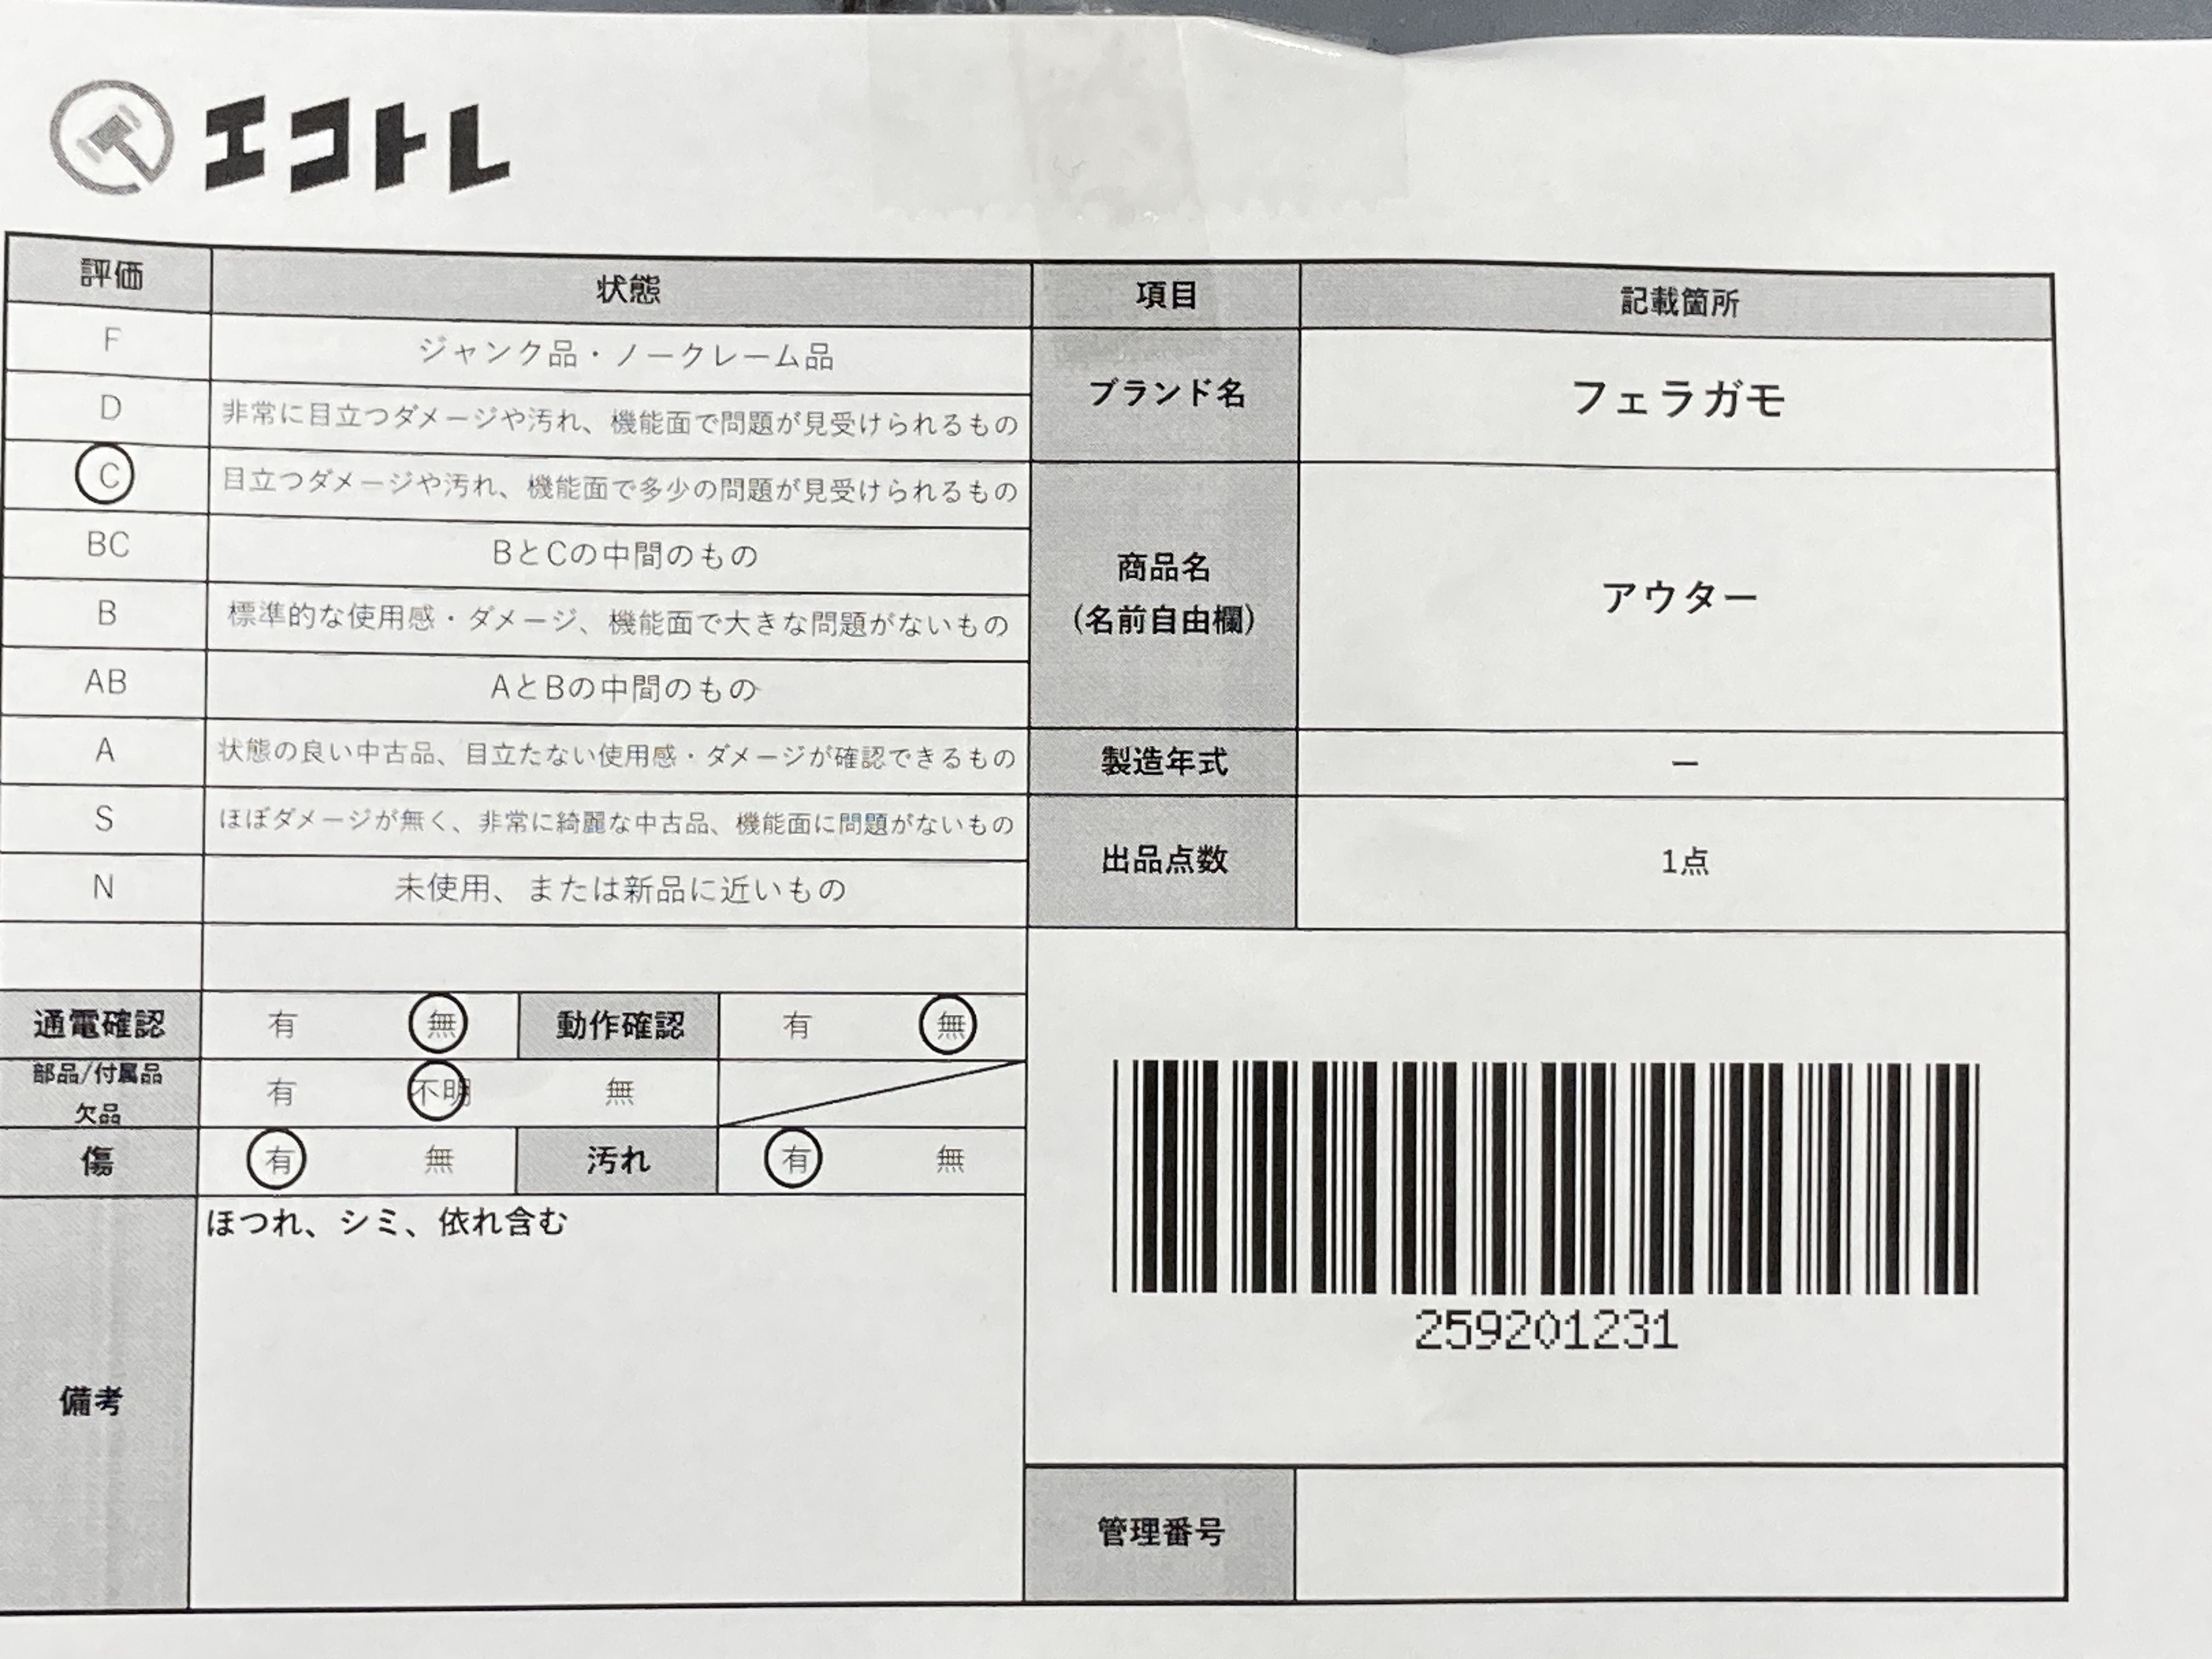 エコトレ
評価 状態 項目 記載箇所
F ジャンク品・ノークレーム品
D 非常に目立つダメージや汚れ、機能面で問題が見受けられるもの
ブランド名 フェラガモ
C 目立つダメージや汚れ、機能面で多少の問題が見受けられるもの
BC BとCの中間のもの
B 標準的な使用感・ダメージ、機能面で大きな問題がないもの
商品名
(名前自由欄)
アウター
AB AとBの中間のもの
A 状態の良い中古品、目立たない使用感・ダメージが確認できるもの
製造年式 ー
S ほぼダメージが無く、非常に綺麗な中古品、機能面に問題がないもの
N 未使用、または新品に近いもの
出品点数 1点
通電確認 有 無 動作確認 有 無
部品/付属品
欠品
有 不明 無
傷 有 無 汚れ 有 無
備考
ほつれ、シミ、依れ含む
259201231
管理番号